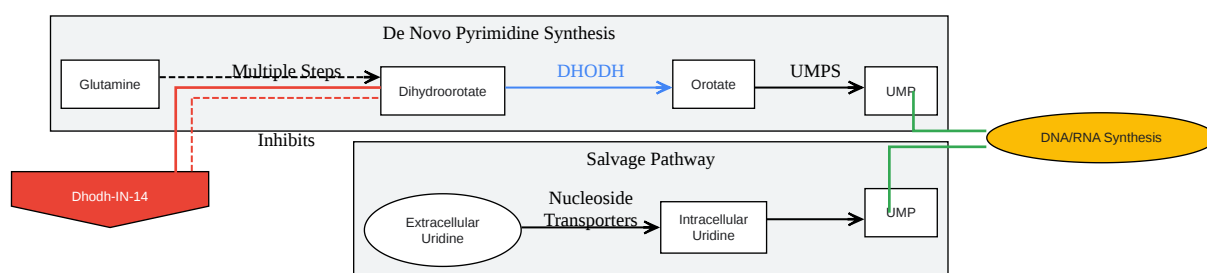 De Novo Pyrimidine Synthesis
Glutamine
Multiple Steps
Dihydroorotate
DHODH
Orotate
UMPS
UMP
DNA/RNA Synthesis
Inhibits
Salvage Pathway
Dhodh-IN-14
Extracellular
Uridine
Nucleoside
Transporters
Intracellular
Uridine
UMP